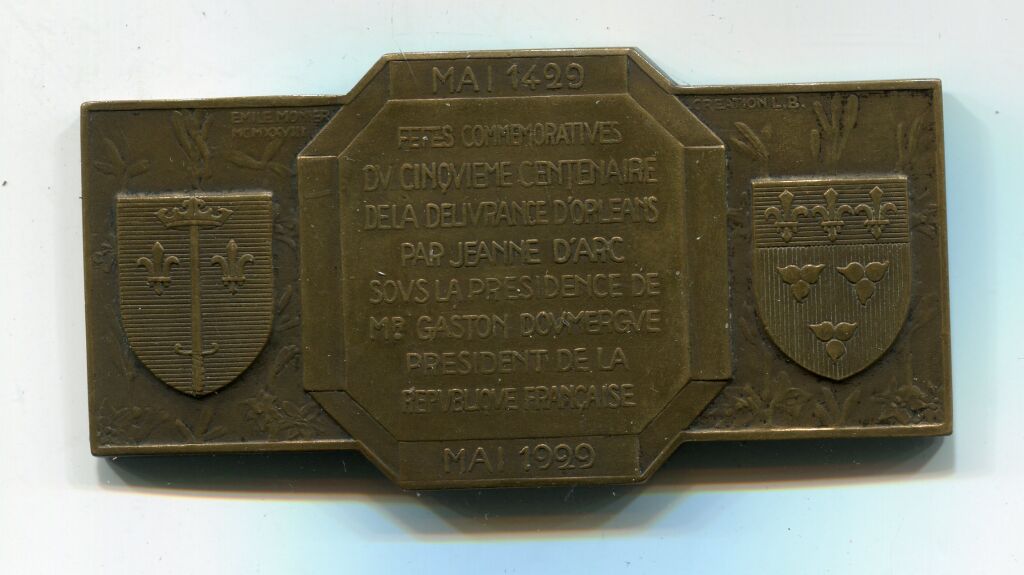 MAI 1429
EMILE MONIER
MCMXXVIII
CREATION L.B.
FETES COMMEMORATIVES
DV CINQVIEME CENTENAIRE
DE LA DELIVRANCE D'ORLEANS
PAR JEANNE D'ARC
SOVS LA PRESIDENCE DE
MR GASTON DOVMERGVE
PRESIDENT DE LA
REPVBLIQVE FRANÇAISE
MAI 1929